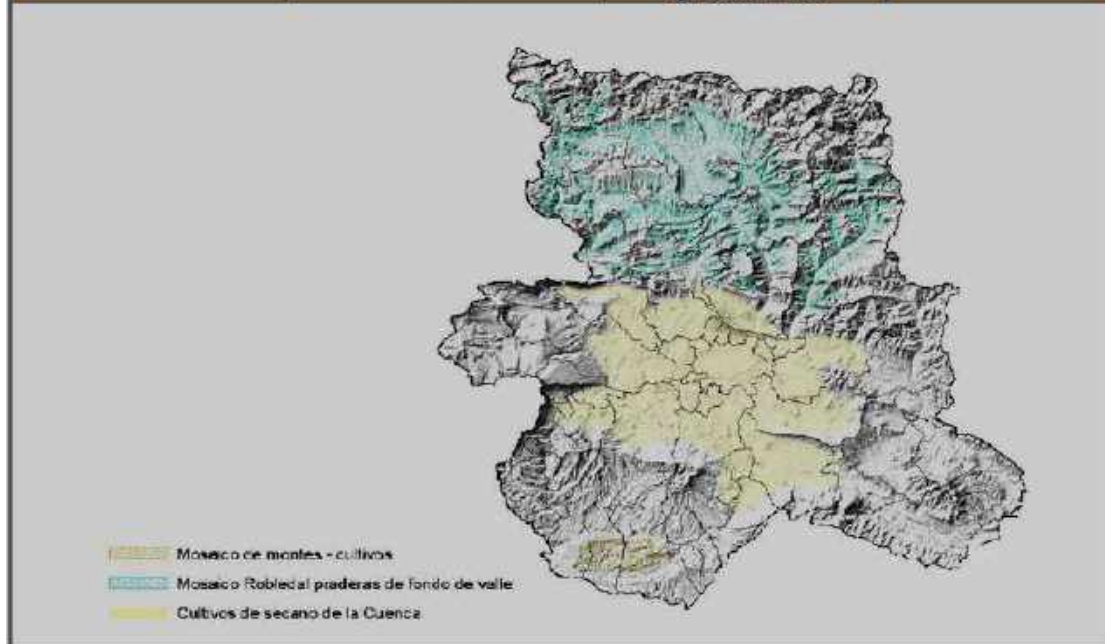 Mosaico de montes - cultivos
Mosaico Robledal praderas de fondo de valle
Cultivos de secano de la Cuenca